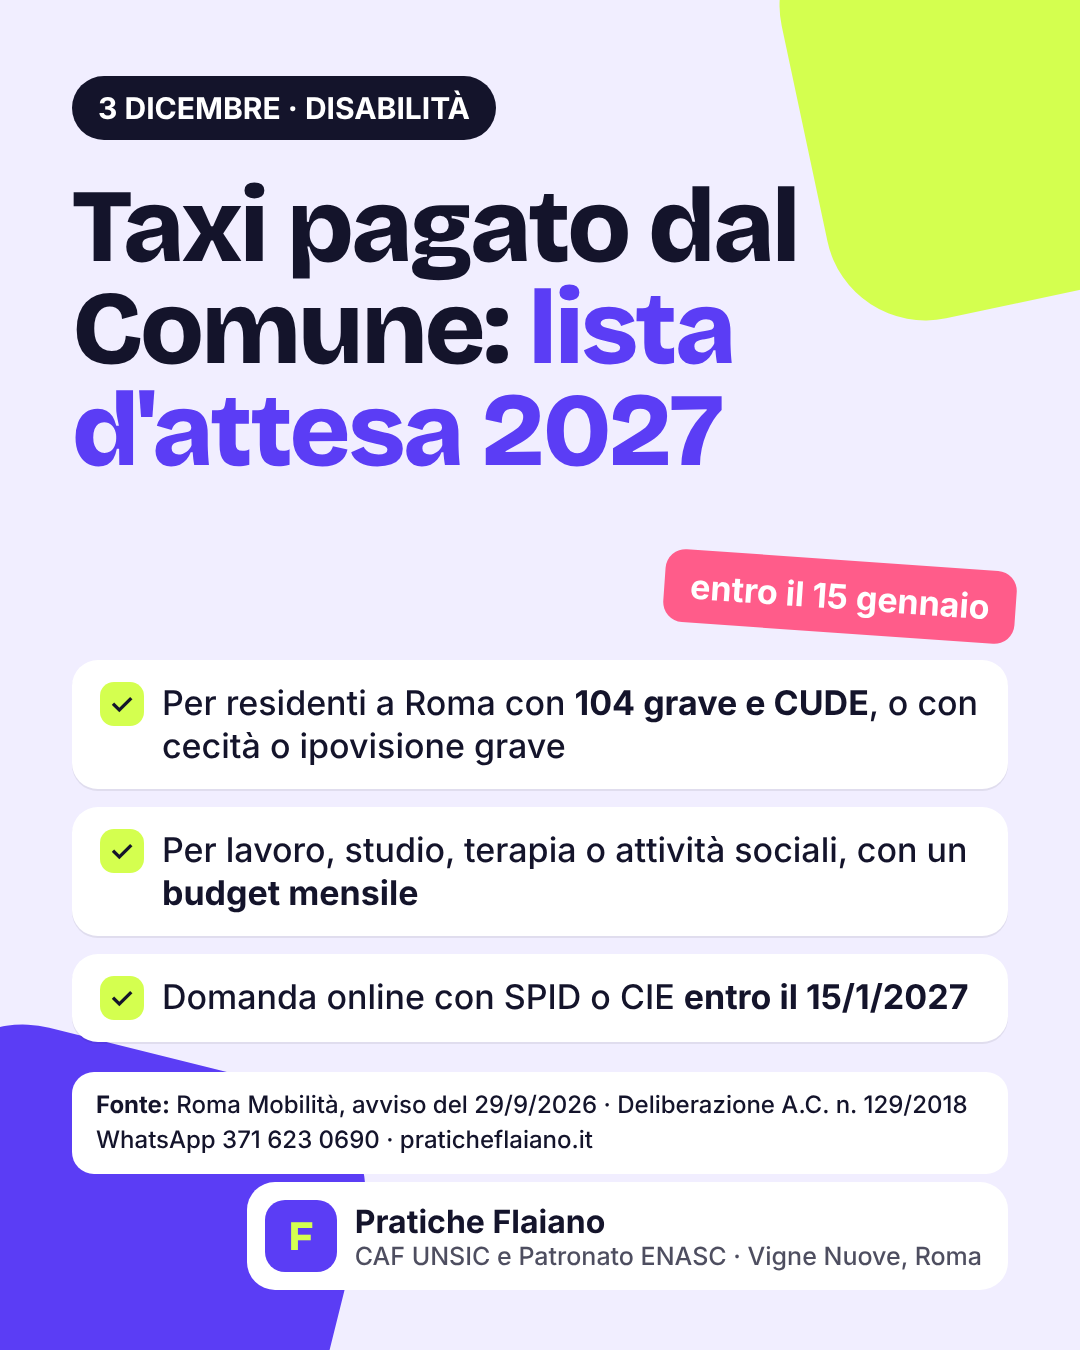 3 DICEMBRE · DISABILITÀ
Taxi pagato dal
Comune: lista
d'attesa 2027
entro il 15 gennaio
Per residenti a Roma con 104 grave e CUDE, o con
cecità o ipovisione grave
Per lavoro, studio, terapia o attività sociali, con un
budget mensile
Domanda online con SPID o CIE entro il 15/1/2027
Fonte: Roma Mobilità, avviso del 29/9/2026 · Deliberazione A.C. n. 129/2018
WhatsApp 371 623 0690 · praticheflaiano.it
F
Pratiche Flaiano
CAF UNSIC e Patronato ENASC · Vigne Nuove, Roma